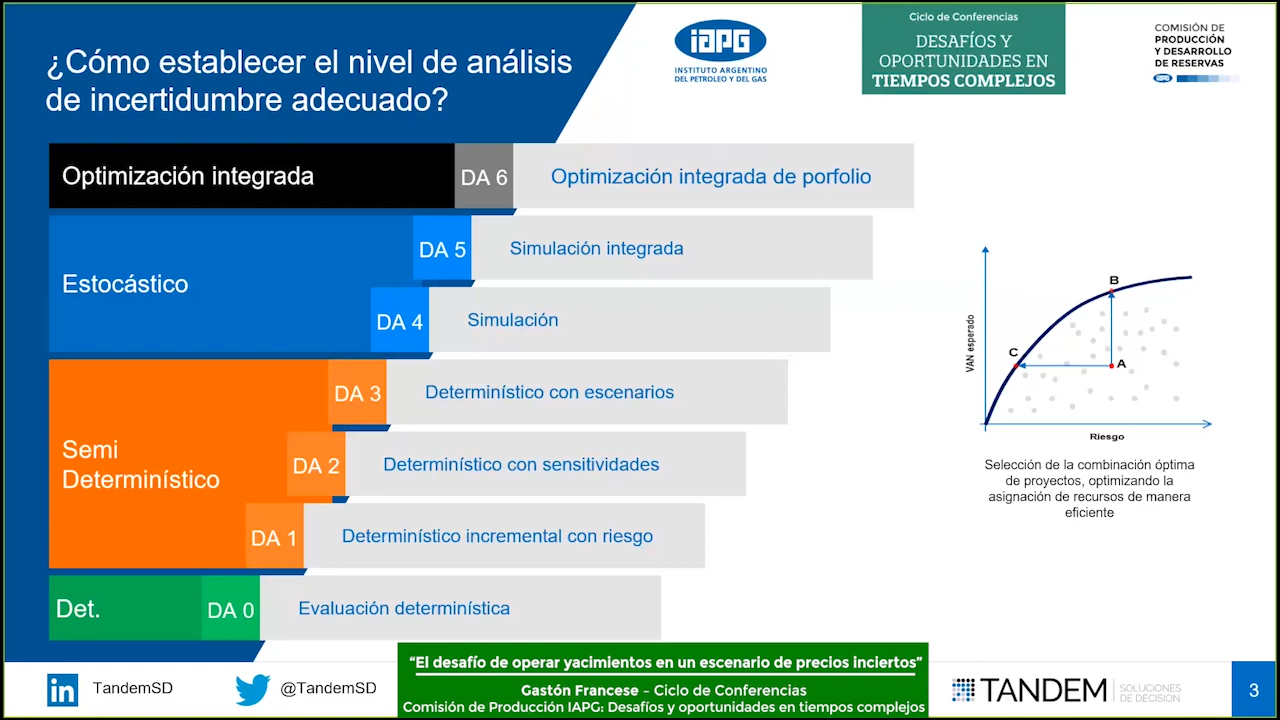 ¿Cómo establecer el nivel de análisis
de incertidumbre adecuado?
iAPG
INSTITUTO ARGENTINO
DEL PETROLEO Y DEL GAS
Ciclo de Conferencias
DESAFÍOS Y
OPORTUNIDADES EN
TIEMPOS COMPLEJOS
COMISIÓN DE
PRODUCCIÓN
Y DESARROLLO
DE RESERVAS
Optimización integrada
DA 6
Optimización integrada de porfolio
Estocástico
DA 5
Simulación integrada
DA 4
Simulación
Semi
Determinístico
DA 3
Determinístico con escenarios
DA 2
Determinístico con sensitividades
DA 1
Determinístico incremental con riesgo
Det.
DA 0
Evaluación determinística
VAN esperado
B
C
A
Riesgo
Selección de la combinación óptima
de proyectos, optimizando la
asignación de recursos de manera
eficiente
in
TandemSD
@TandemSD
“El desafío de operar yacimientos en un escenario de precios inciertos”
Gastón Francese – Ciclo de Conferencias
Comisión de Producción IAPG: Desafíos y oportunidades en tiempos complejos
TANDEM
SOLUCIONES
DE DECISIÓN
3